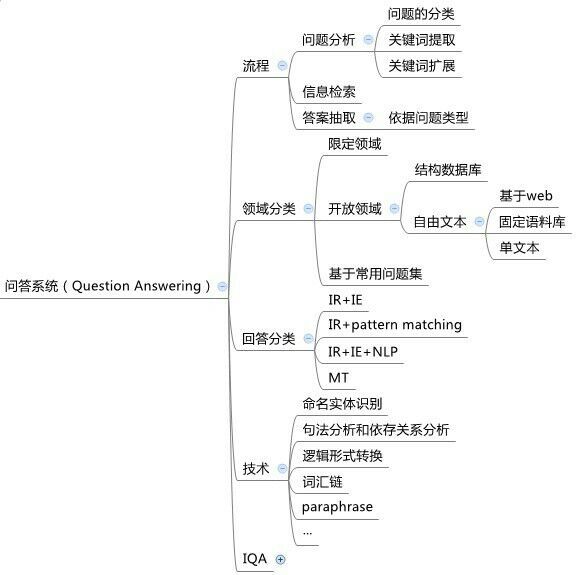 问题的分类
问题分析
关键词提取
关键词扩展
流程
信息检索
答案抽取
依据问题类型
限定领域
结构数据库
基于web
领域分类
开放领域
自由文本
固定语料库
单文本
基于常用问题集
问答系统（Question Answering）
IR+IE
IR+pattern matching
回答分类
IR+IE+NLP
MT
命名实体识别
句法分析和依存关系分析
逻辑形式转换
技术
词汇链
paraphrase
...
IQA